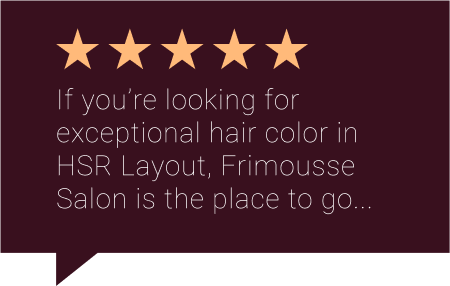 If you’re looking for
exceptional hair color in
HSR Layout, Frimousse
Salon is the place to go...